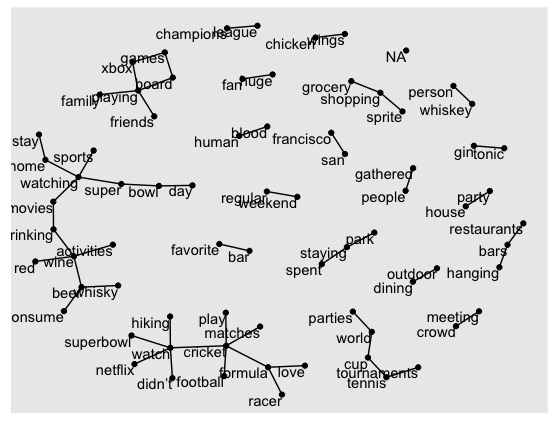 champions league
chicken wings
NA
games
xbox
board
playing
family
friends
fan huge
grocery
shopping
sprite
person
whiskey
blood
human
francisco
san
gin tonic
stay
home
sports
watching
super bowl day
movies
rinking
activities
wine
red
beer
whisky
onsume
gathered
people
regular
weekend
party
house
restaurants
bars
hanging
favorite
bar
park
staying
spent
outdoor
dining
hiking
superbowl
watch
netflix
didn't
play
matches
cricket
football
formula
love
racer
parties
world
cup
tournaments
tennis
meeting
crowd